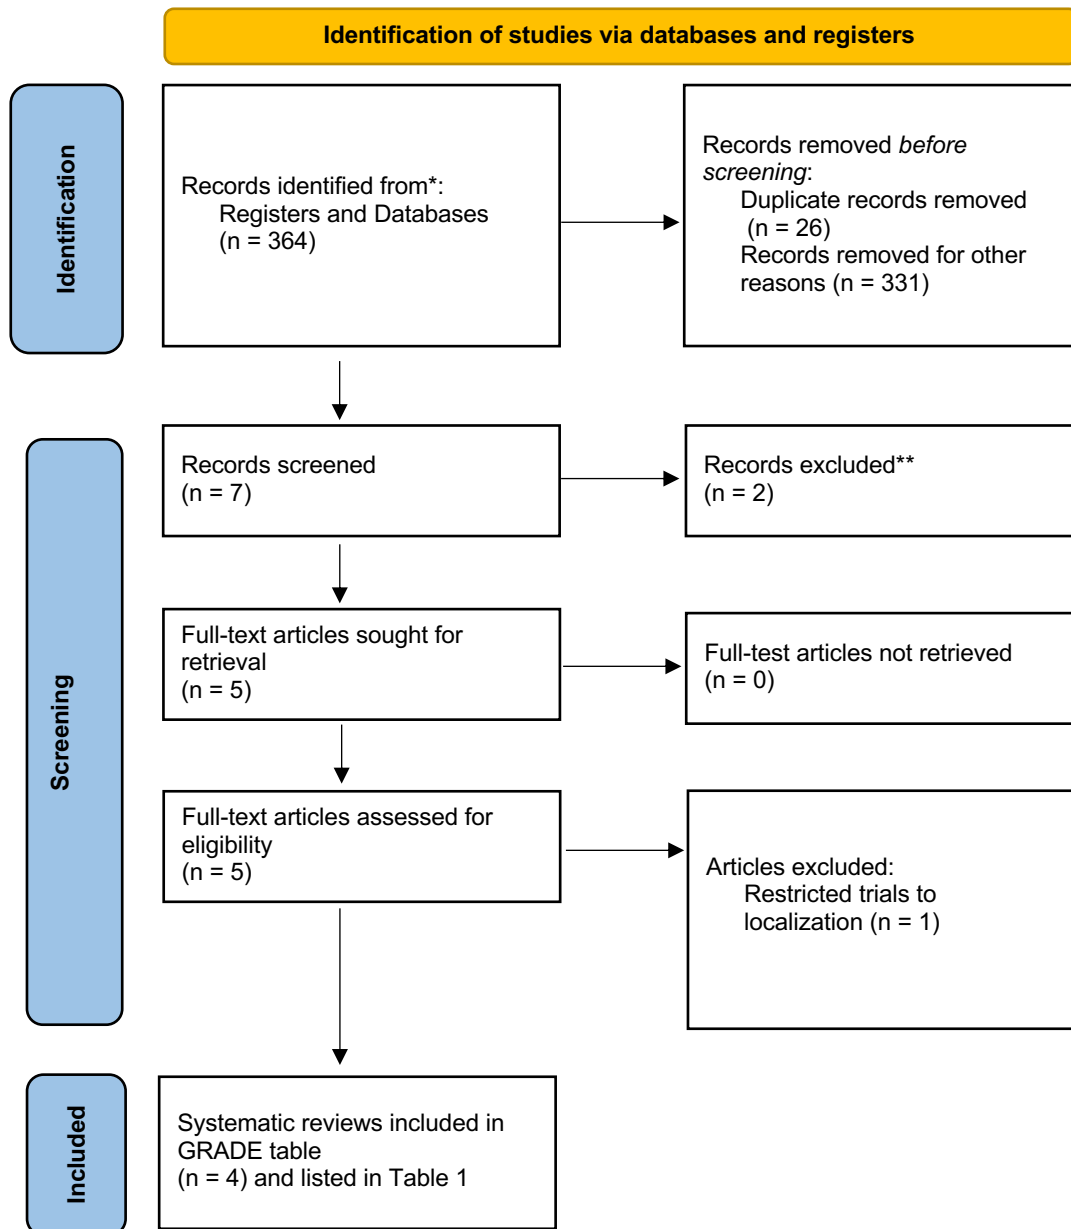 Identification of studies via databases and registers
Identification
Records identified from*:
Registers and Databases
(n = 364)
Records removed before
screening:
Duplicate records removed
(n = 26)
Records removed for other
reasons (n = 331)
Screening
Records screened
(n = 7)
Records excluded**
(n = 2)
Full-text articles sought for
retrieval
(n = 5)
Full-test articles not retrieved
(n = 0)
Full-text articles assessed for
eligibility
(n = 5)
Articles excluded:
Restricted trials to
localization (n = 1)
Included
Systematic reviews included in
GRADE table
(n = 4) and listed in Table 1